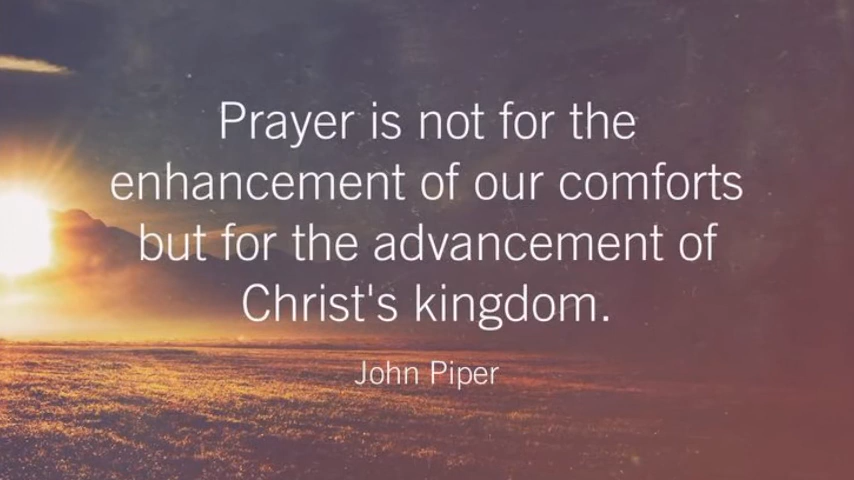 Prayer is not for the
enhancement of our comforts
but for the advancement of
Christ's kingdom.
John Piper